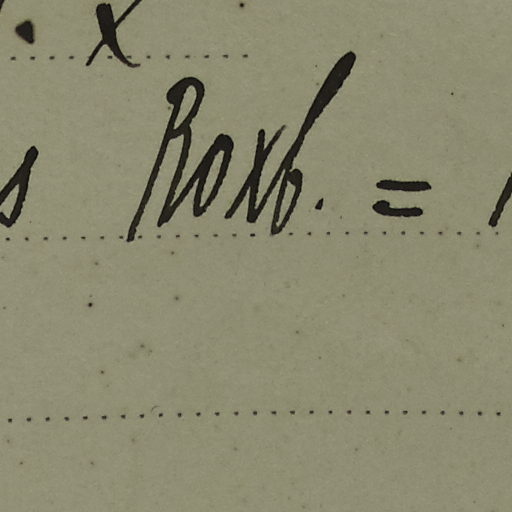 x
s Roxb. =